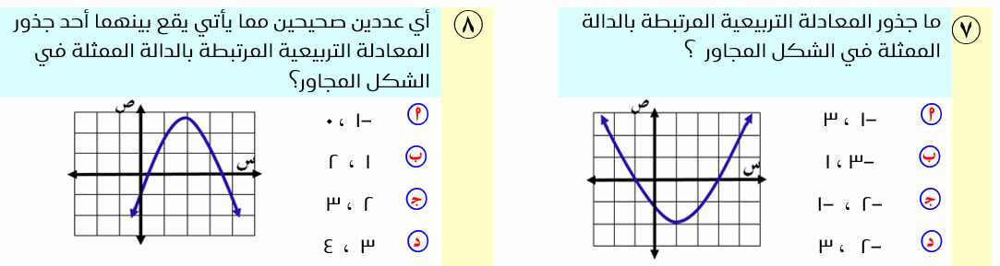 ٧
ما جذور المعادلة التربيعية المرتبطة بالدالة
الممثلة في الشكل المجاور ؟
م −١ ، ٣
ب −٣ ، ١
ج −٢ ، −١
د −٢ ، ٣
ص
س
٨
أي عددين صحيحين مما يأتي يقع بينهما أحد جذور
المعادلة التربيعية المرتبطة بالدالة الممثلة في
الشكل المجاور؟
م −١ ، ٠
ب ١ ، ٢
ج ٢ ، ٣
د ٣ ، ٤
ص
س